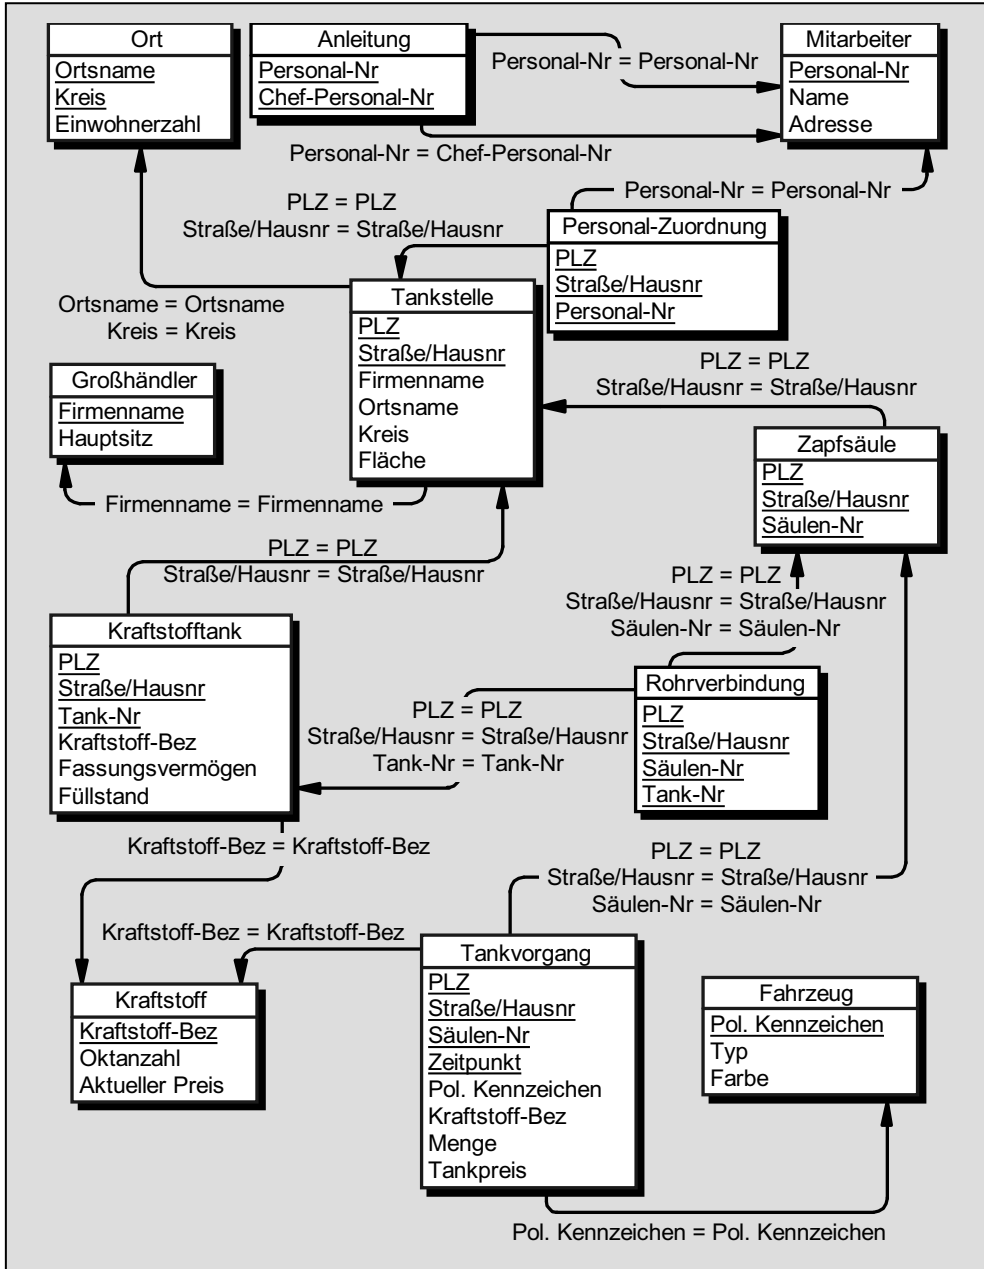 Ort
Ortsname
Kreis
Einwohnerzahl
Anleitung
Personal-Nr
Chef-Personal-Nr
Personal-Nr = Personal-Nr
Mitarbeiter
Personal-Nr
Name
Adresse
Personal-Nr = Chef-Personal-Nr
Personal-Nr = Personal-Nr
PLZ = PLZ
Straße/Hausnr = Straße/Hausnr
Personal-Zuordnung
PLZ
Straße/Hausnr
Personal-Nr
Ortsname = Ortsname
Kreis = Kreis
Tankstelle
PLZ
Straße/Hausnr
Firmenname
Ortsname
Kreis
Fläche
Großhändler
Firmenname
Hauptsitz
Firmenname = Firmenname
PLZ = PLZ
Straße/Hausnr = Straße/Hausnr
Zapfsäule
PLZ
Straße/Hausnr
Säulen-Nr
PLZ = PLZ
Straße/Hausnr = Straße/Hausnr
PLZ = PLZ
Straße/Hausnr = Straße/Hausnr
Säulen-Nr = Säulen-Nr
Kraftstofftank
PLZ
Straße/Hausnr
Tank-Nr
Kraftstoff-Bez
Fassungsvermögen
Füllstand
PLZ = PLZ
Straße/Hausnr = Straße/Hausnr
Tank-Nr = Tank-Nr
Rohrverbindung
PLZ
Straße/Hausnr
Säulen-Nr
Tank-Nr
Kraftstoff-Bez = Kraftstoff-Bez
PLZ = PLZ
Straße/Hausnr = Straße/Hausnr
Säulen-Nr = Säulen-Nr
Kraftstoff-Bez = Kraftstoff-Bez
Kraftstoff
Kraftstoff-Bez
Oktanzahl
Aktueller Preis
Tankvorgang
PLZ
Straße/Hausnr
Säulen-Nr
Zeitpunkt
Pol. Kennzeichen
Kraftstoff-Bez
Menge
Tankpreis
Fahrzeug
Pol. Kennzeichen
Typ
Farbe
Pol. Kennzeichen = Pol. Kennzeichen